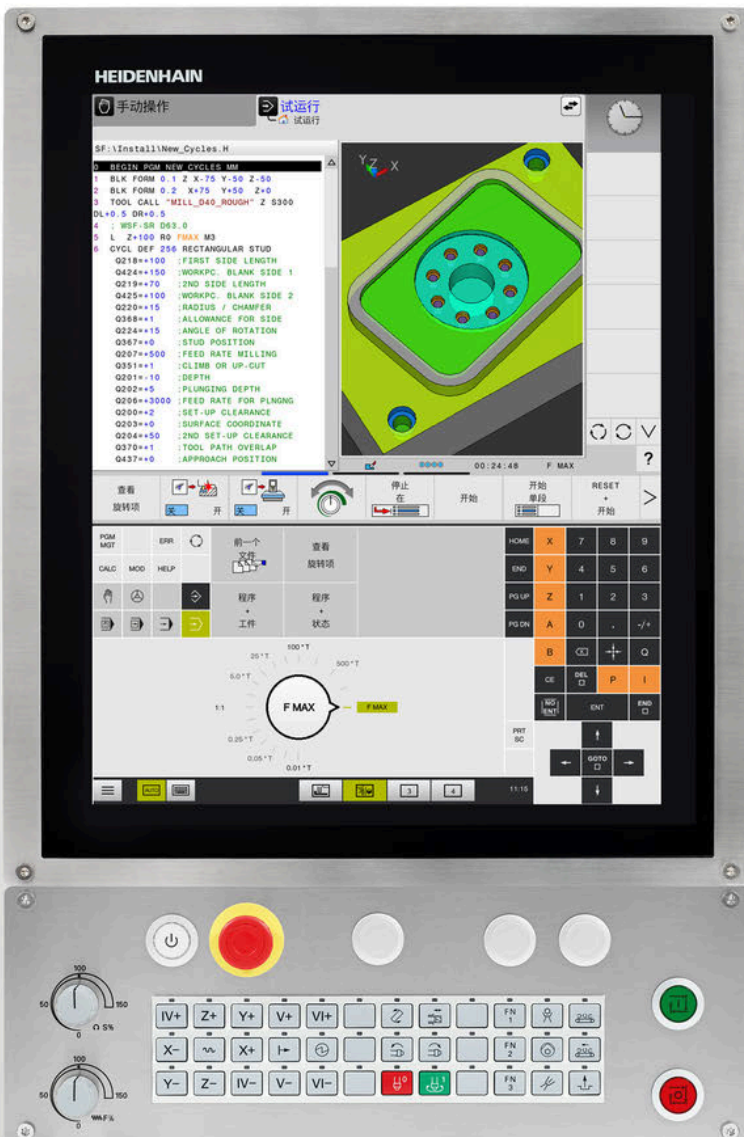 HEIDENHAIN
手动操作
试运行
试运行
SF:\Install\New_Cycles.H
0 BEGIN PGM NEW_CYCLES MM
1 BLK FORM 0.1 Z X-75 Y-50 Z-50
2 BLK FORM 0.2 X+75 Y+50 Z+0
3 TOOL CALL "MILL_D40_ROUGH" Z S300
DL+0.5 DR+0.5
4 ; WSF-SR D63.0
5 L Z+100 R0 FMAX M3
6 CYCL DEF 256 RECTANGULAR STUD
Q218=+100 ;FIRST SIDE LENGTH
Q424=+150 ;WORKPC. BLANK SIDE 1
Q219=+70 ;2ND SIDE LENGTH
Q425=+100 ;WORKPC. BLANK SIDE 2
Q220=+15 ;RADIUS / CHAMFER
Q368=+1 ;ALLOWANCE FOR SIDE
Q224=+15 ;ANGLE OF ROTATION
Q367=+0 ;STUD POSITION
Q207=+500 ;FEED RATE MILLING
Q351=+1 ;CLIMB OR UP-CUT
Q201=-10 ;DEPTH
Q202=+5 ;PLUNGING DEPTH
Q206=+3000 ;FEED RATE FOR PLNGNG
Q200=+2 ;SET-UP CLEARANCE
Q203=+0 ;SURFACE COORDINATE
Q204=+50 ;2ND SET-UP CLEARANCE
Q370=+1 ;TOOL PATH OVERLAP
Q437=+0 ;APPROACH POSITION
Y Z X
00:24:48 F MAX
?
查看
旋转项
关 开
关 开
停止
在
开始
开始
单段
RESET
+
开始
PGM
MGT
ERR
CALC MOD HELP
前一个
文件
查看
旋转项
程序
+
工件
程序
+
状态
HOME X 7 8 9
END Y 4 5 6
PG UP Z 1 2 3
PG DN A 0 . -/+
B Q
CE DEL P I
NO
ENT
ENT
END
PRT
SC
GOTO
100*T
25*T
500*T
5.0*T
1:1
F MAX
F MAX
0.25*T
0.05*T
0.01*T
AUTO
3 4
11:15
100
50 150
0
S%
100
50 150
0
F%
IV+ Z+ Y+ V+ VI+ FN 1
X- X+ FN 2
Y- Z- IV- V- VI- 0 1 FN 3